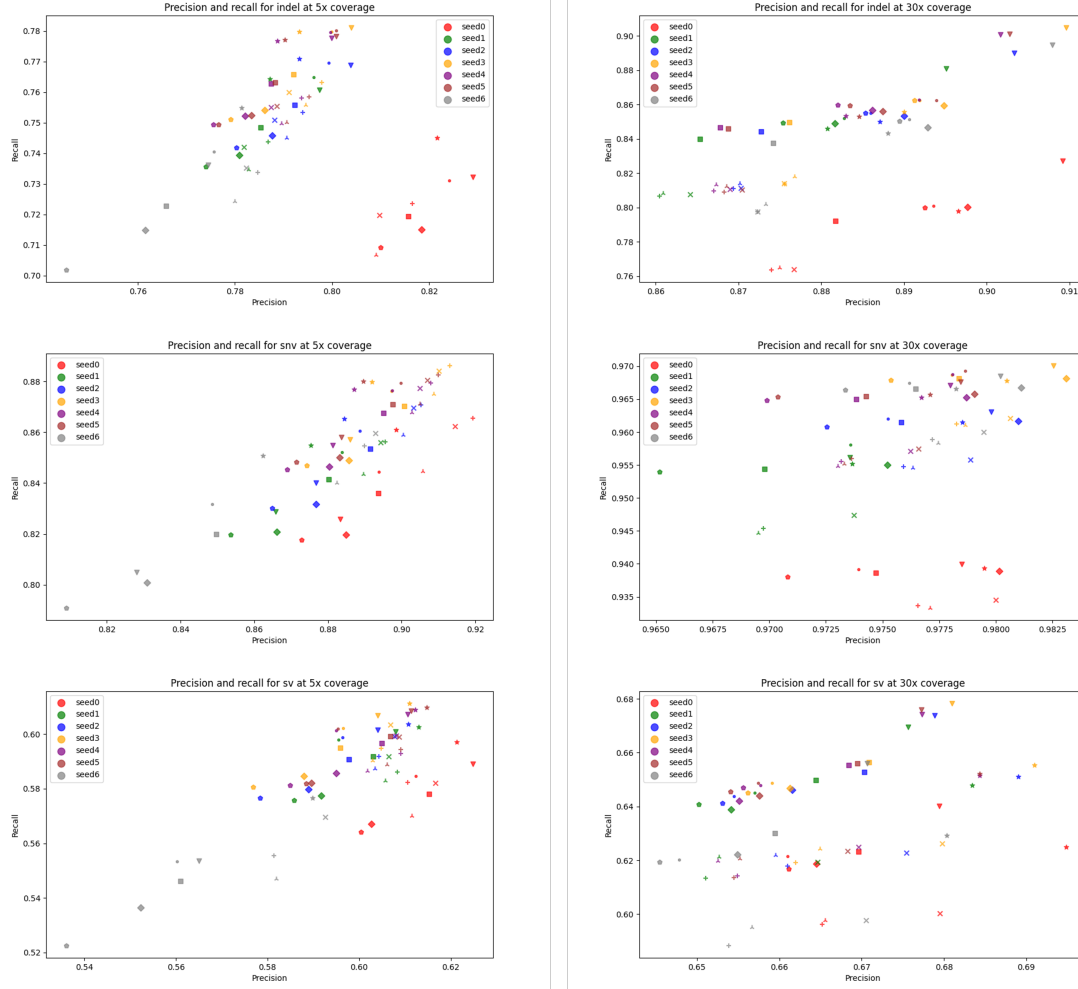 Precision and recall for indel at 5x coverage
0.78
0.77
0.76
0.75
0.74
0.73
0.72
0.71
0.70
Recall
seed0
seed1
seed2
seed3
seed4
seed5
seed6
0.76
0.78
0.80
0.82
Precision
Precision and recall for indel at 30x coverage
0.90
0.88
0.86
0.84
0.82
0.80
0.78
0.76
Recall
seed0
seed1
seed2
seed3
seed4
seed5
seed6
0.86
0.87
0.88
0.89
0.90
0.91
Precision
Precision and recall for snv at 5x coverage
0.88
0.86
0.84
0.82
0.80
Recall
seed0
seed1
seed2
seed3
seed4
seed5
seed6
0.82
0.84
0.86
0.88
0.90
0.92
Precision
Precision and recall for snv at 30x coverage
0.970
0.965
0.960
0.955
0.950
0.945
0.940
0.935
Recall
seed0
seed1
seed2
seed3
seed4
seed5
seed6
0.9650
0.9675
0.9700
0.9725
0.9750
0.9775
0.9800
0.9825
Precision
Precision and recall for sv at 5x coverage
0.60
0.58
0.56
0.54
0.52
Recall
seed0
seed1
seed2
seed3
seed4
seed5
seed6
0.54
0.56
0.58
0.60
0.62
Precision
Precision and recall for sv at 30x coverage
0.68
0.66
0.64
0.62
0.60
Recall
seed0
seed1
seed2
seed3
seed4
seed5
seed6
0.65
0.66
0.67
0.68
0.69
Precision